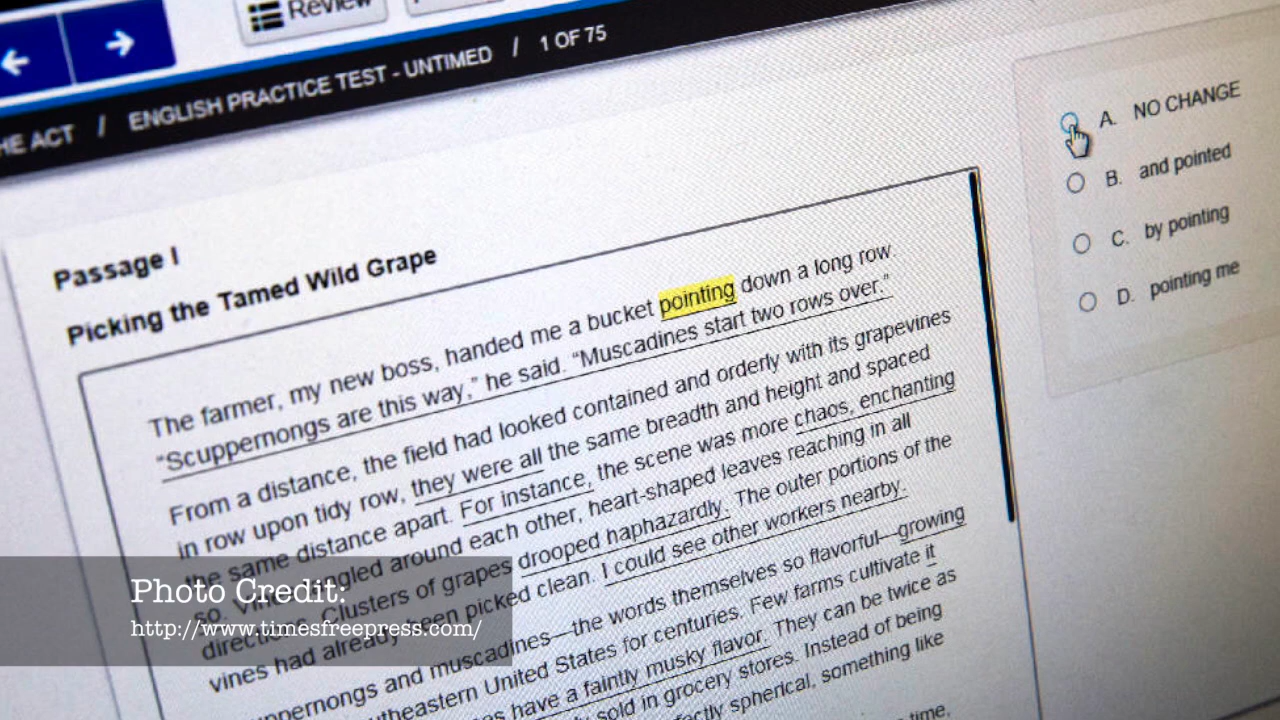 Review
HE ACT / ENGLISH PRACTICE TEST - UNTIMED / 1 OF 75
Passage I
Picking the Tamed Wild Grape
The farmer, my new boss, handed me a bucket pointing down a long row.
“Scuppernongs are this way,” he said. “Muscadines start two rows over.”
From a distance, the field had looked contained and orderly with its grapevines
in row upon tidy row, they were all the same breadth and height and spaced
the same distance apart. For instance, the scene was more chaos, enchanting
so. Vines tangled around each other, heart-shaped leaves reaching in all
directions. Clusters of grapes drooped haphazardly. The outer portions of the
vines had already been picked clean. I could see other workers nearby.
uppernongs and muscadines—the words themselves so flavorful—growing
utheastern United States for centuries. Few farms cultivate it
es have a faintly musky flavor. They can be twice as
sold in grocery stores. Instead of being
fectly spherical, something like
time,
A. NO CHANGE
B. and pointed
C. by pointing
D. pointing me
Photo Credit:
http://www.timesfreepress.com/